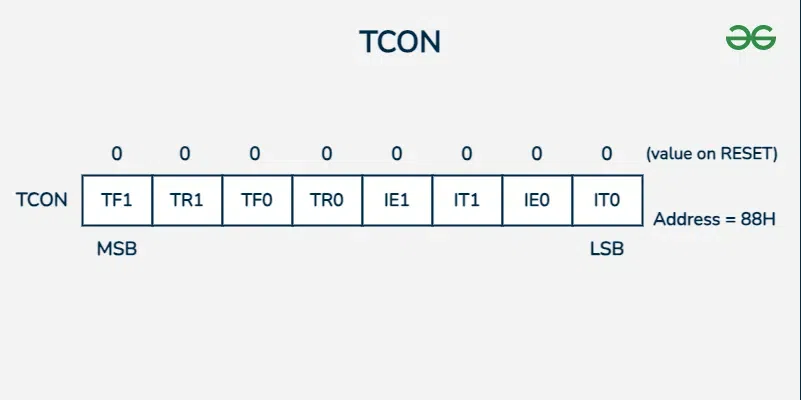 TCON
0 0 0 0 0 0 0 0 (value on RESET)
TCON TF1 TR1 TF0 TR0 IE1 IT1 IE0 IT0
Address = 88H
MSB LSB